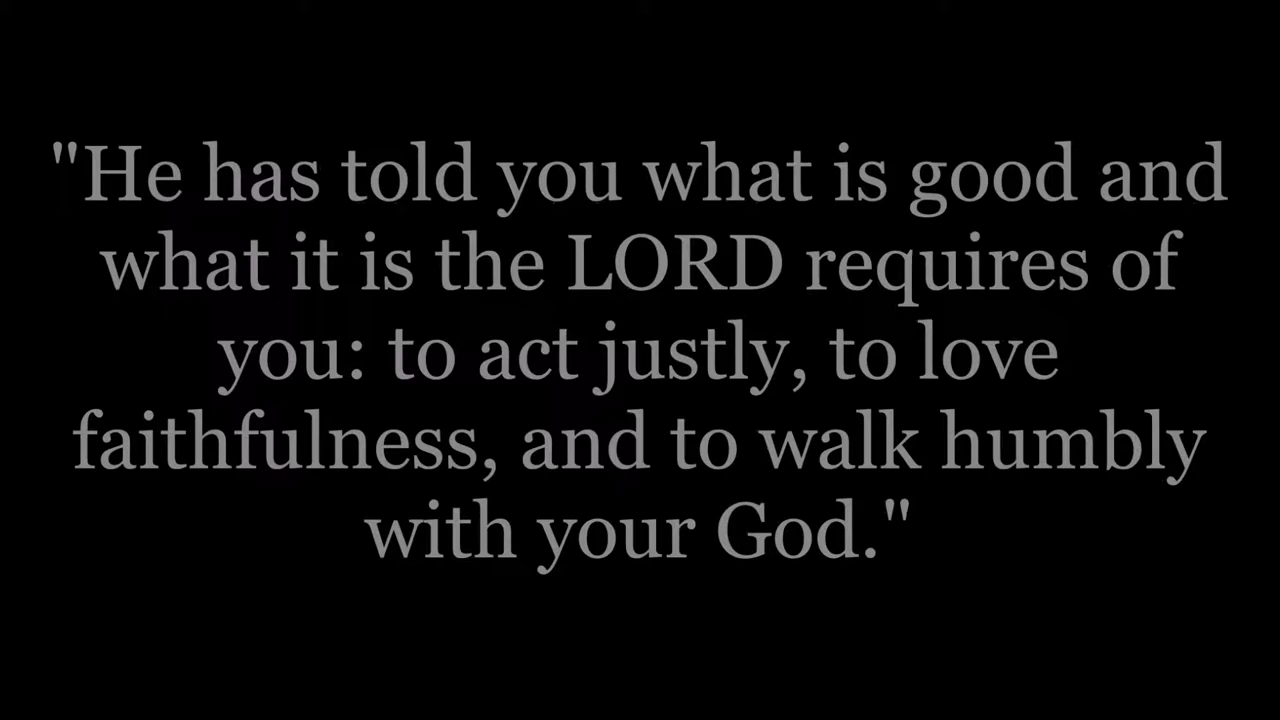 "He has told you what is good and
what it is the LORD requires of
you: to act justly, to love
faithfulness, and to walk humbly
with your God."